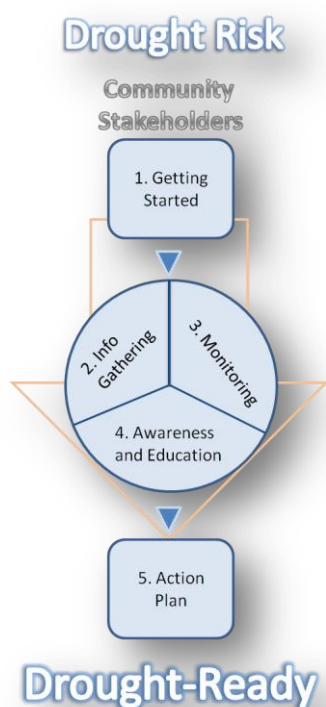 Drought Risk
Community
Stakeholders
1. Getting
Started
2. Info
Gathering
3. Monitoring
4. Awareness
and Education
5. Action
Plan
Drought-Ready